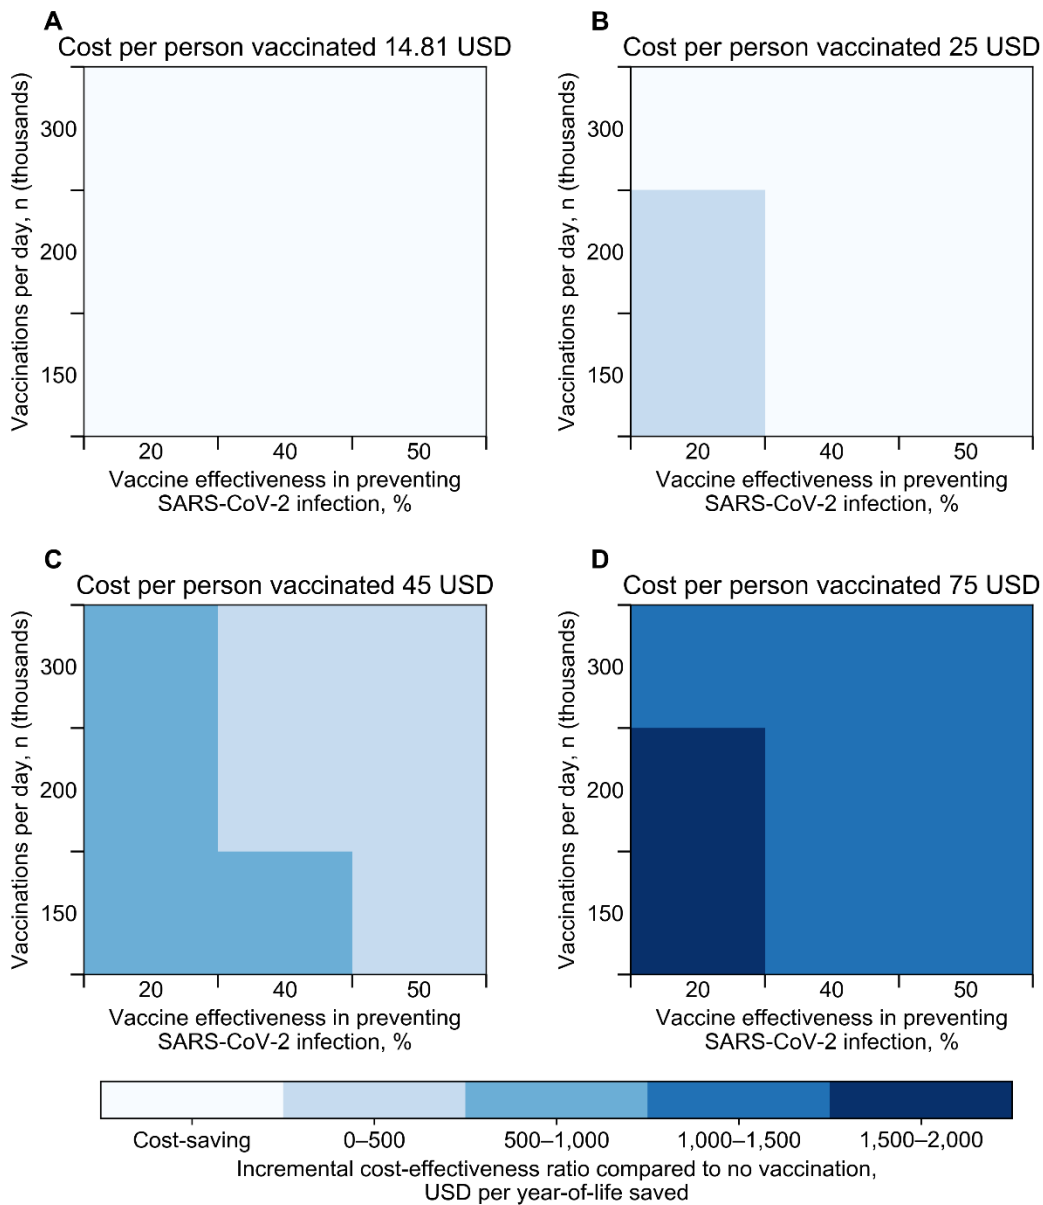 A
Cost per person vaccinated 14.81 USD
Vaccinations per day, n (thousands)
300
200
150
20 40 50
Vaccine effectiveness in preventing
SARS-CoV-2 infection, %
B
Cost per person vaccinated 25 USD
Vaccinations per day, n (thousands)
300
200
150
20 40 50
Vaccine effectiveness in preventing
SARS-CoV-2 infection, %
C
Cost per person vaccinated 45 USD
Vaccinations per day, n (thousands)
300
200
150
20 40 50
Vaccine effectiveness in preventing
SARS-CoV-2 infection, %
D
Cost per person vaccinated 75 USD
Vaccinations per day, n (thousands)
300
200
150
20 40 50
Vaccine effectiveness in preventing
SARS-CoV-2 infection, %
Cost-saving 0–500 500–1,000 1,000–1,500 1,500–2,000
Incremental cost-effectiveness ratio compared to no vaccination,
USD per year-of-life saved